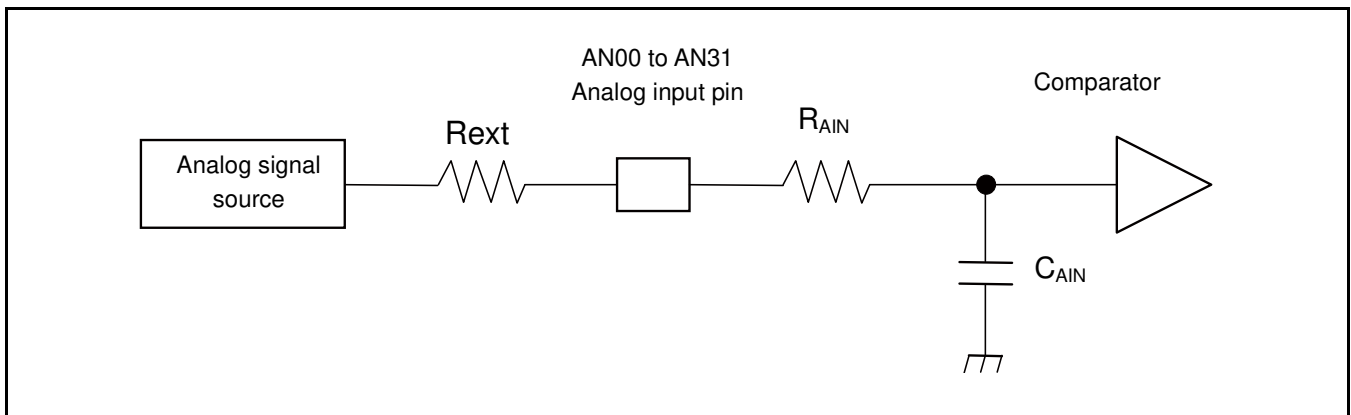 AN00 to AN31
Analog input pin
Comparator
Rext
RAIN
Analog signal
source
CAIN